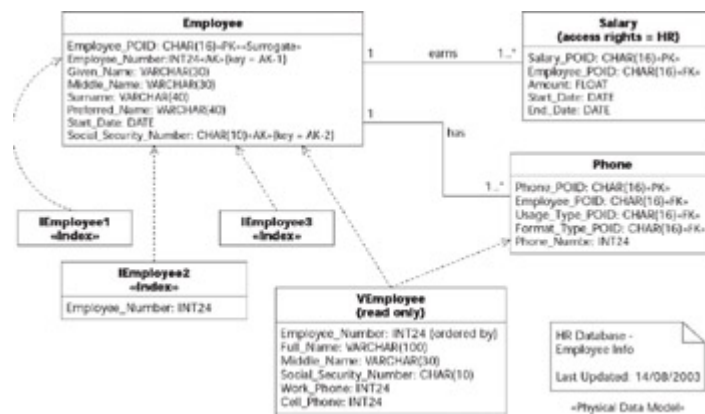 Employee
Employee_POID: CHAR(16)«PK»«Surrogate»
Employee_Number:INT24«AK»{key = AK-1}
Given_Name: VARCHAR(30)
Middle_Name: VARCHAR(30)
Surname: VARCHAR(40)
Preferred_Name: VARCHAR(40)
Start_Date: DATE
Social_Security_Number: CHAR(10)«AK»{key = AK-2}
1
earns
1..*
Salary
(access rights = HR)
Salary_POID: CHAR(16)«PK»
Employee_POID: CHAR(16)«FK»
Amount: FLOAT
Start_Date: DATE
End_Date: DATE
1
has
1..*
Phone
Phone_POID: CHAR(16)«PK»
Employee_POID: CHAR(16)«FK»
Usage_Type_POID: CHAR(16)«FK»
Format_Type_POID: CHAR(16)«FK»
Phone_Numbe: INT24
IEmployee1
«Index»
IEmployee3
«Index»
IEmployee2
«Index»
Employee_Number: INT24
VEmployee
(read only)
Employee_Number: INT24 (ordered by)
Full_Name: VARCHAR(100)
Middle_Name: VARCHAR(30)
Social_Security_Number: CHAR(10)
Work_Phone: INT24
Cell_Phone: INT24
HR Database -
Employee Info
Last Updated: 14/08/2003
«Physical Data Model»